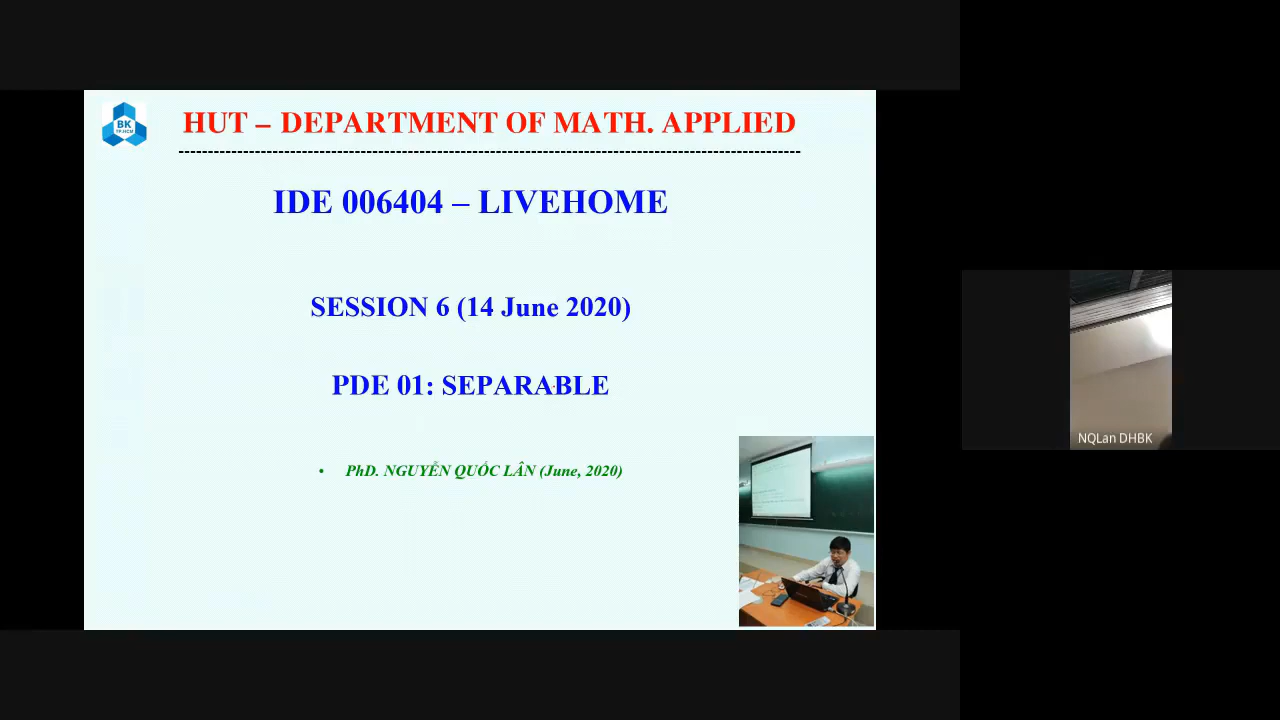 BK
TP.HCM
HUT – DEPARTMENT OF MATH. APPLIED
IDE 006404 – LIVEHOME
SESSION 6 (14 June 2020)
PDE 01: SEPARABLE
• PhD. NGUYỄN QUỐC LÂN (June, 2020)
NQLan DHBK